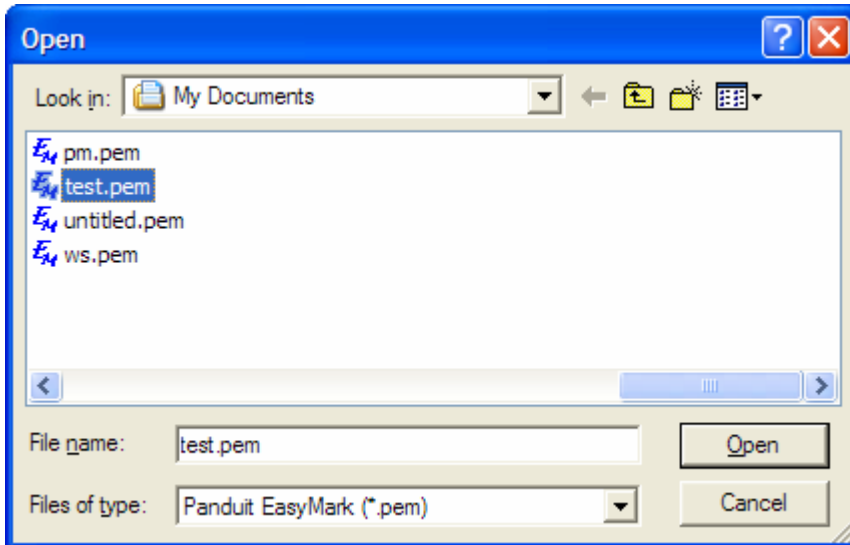 Open
Look in: My Documents
pm.pem
test.pem
untitled.pem
ws.pem
File name: test.pem Open
Files of type: Panduit EasyMark (*.pem) Cancel